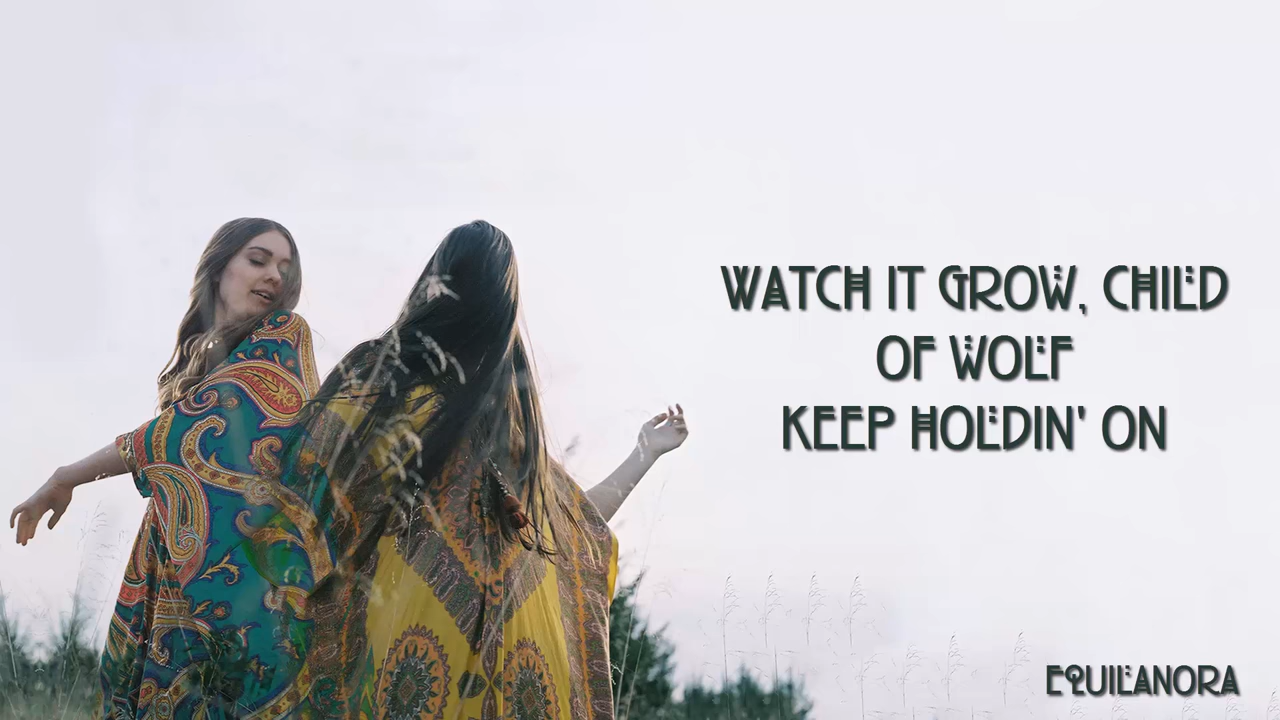 WATCH IT GROW, CHILD
OF WOLF
KEEP HOLDIN' ON
EQUILANORA